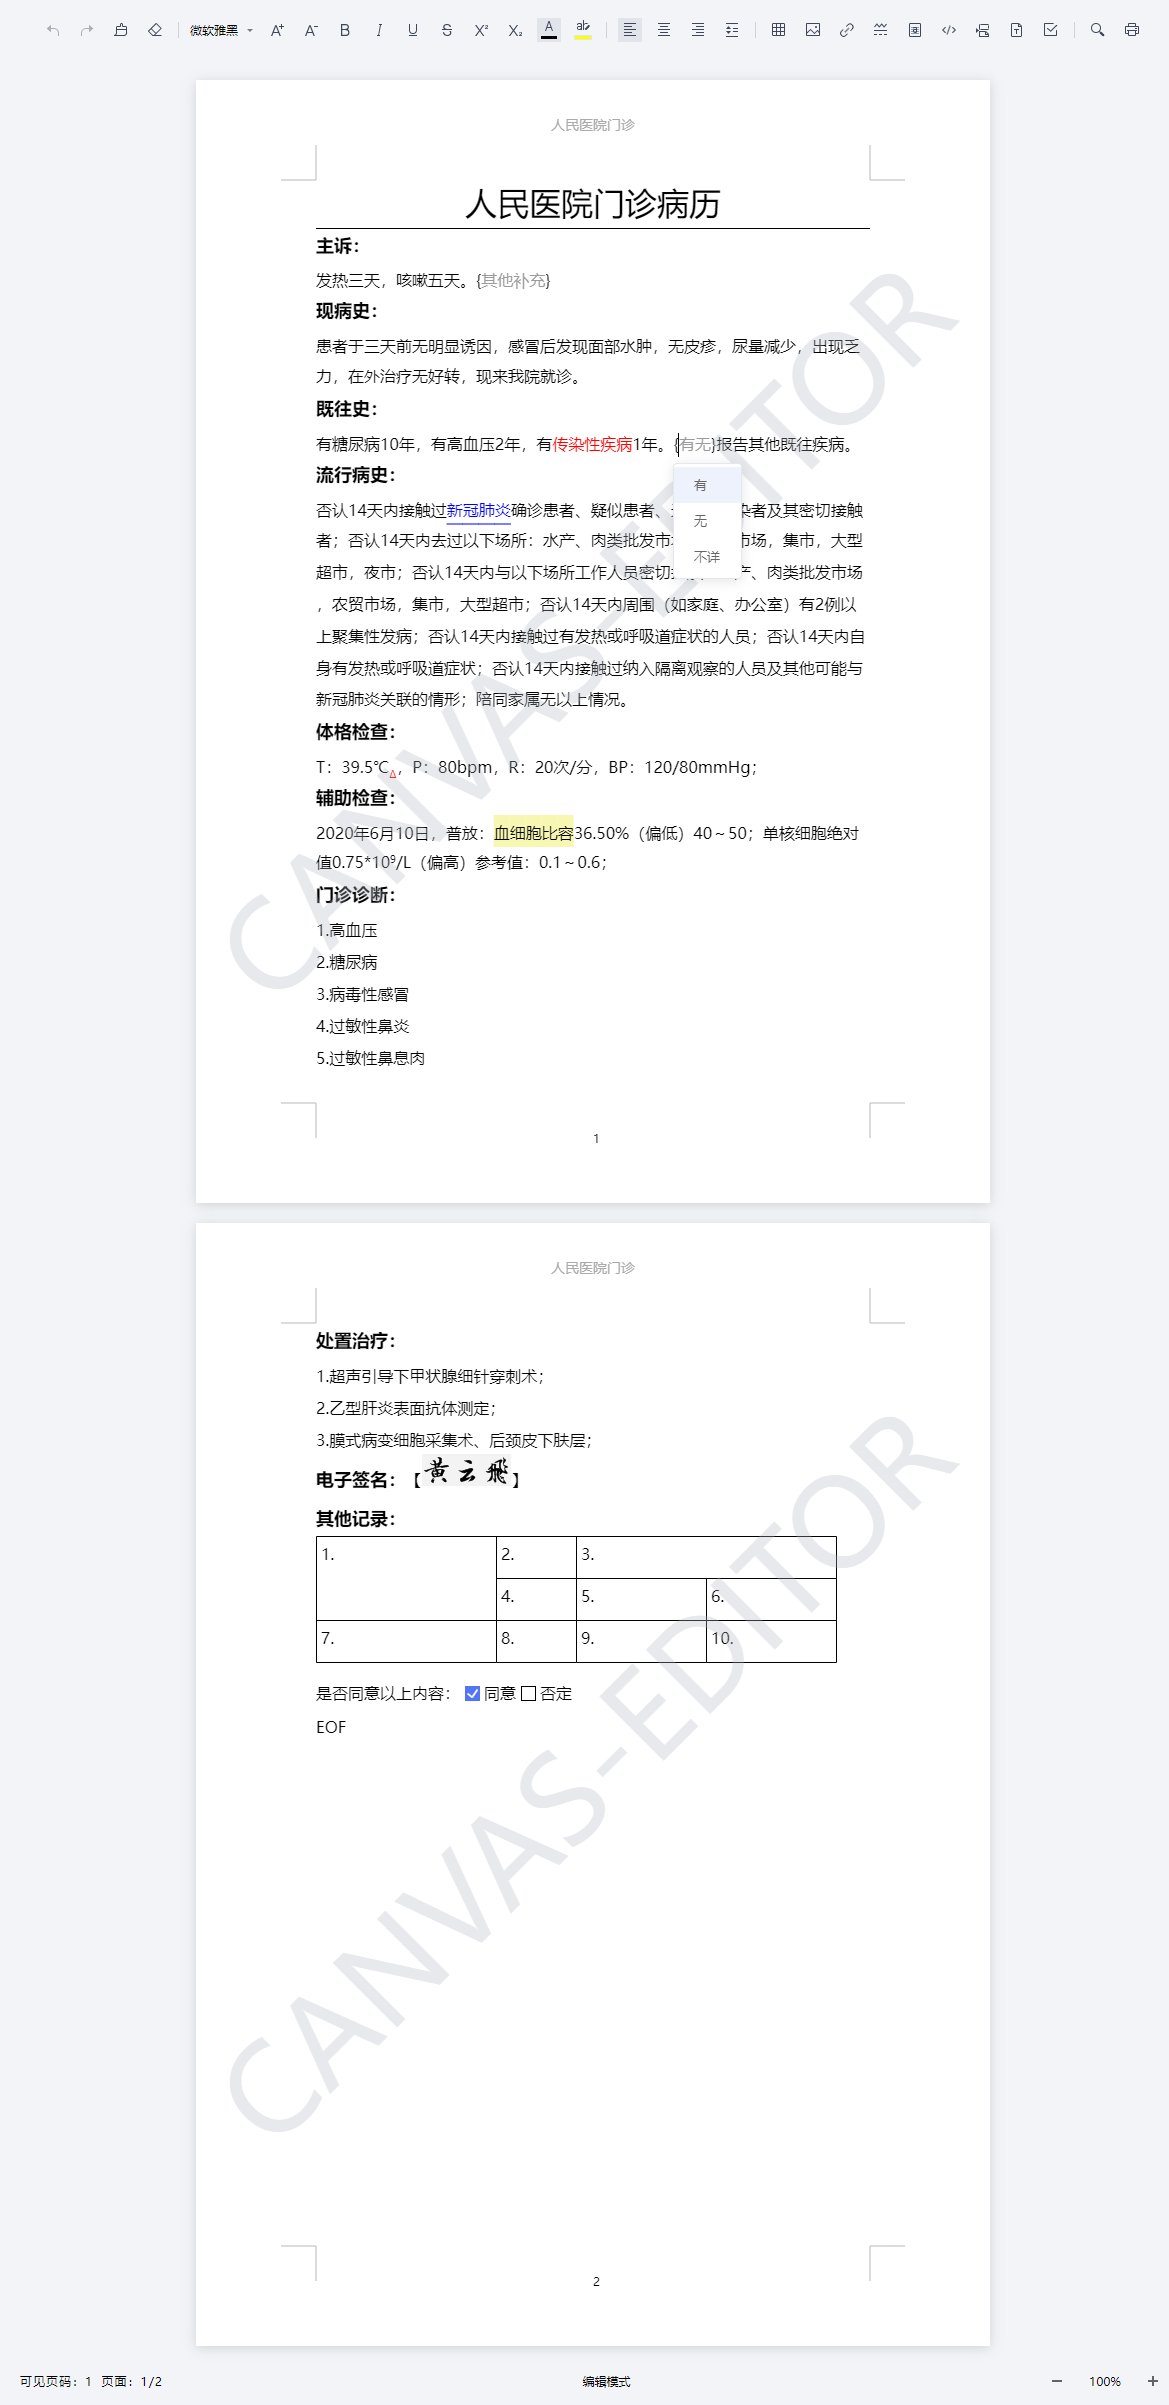 微软雅黑
人民医院门诊
人民医院门诊病历
主诉：
发热三天，咳嗽五天。{其他补充}
现病史：
患者于三天前无明显诱因，感冒后发现面部水肿，无皮疹，尿量减少，出现乏
力，在外治疗无好转，现来我院就诊。
既往史：
有糖尿病10年，有高血压2年，有传染性疾病1年。{有无}报告其他既往疾病。
有
无
不详
流行病史：
否认14天内接触过新冠肺炎确诊患者、疑似患者、 染者及其密切接触
者；否认14天内去过以下场所：水产、肉类批发市 市场，集市，大型
超市，夜市；否认14天内与以下场所工作人员密切 、肉类批发市场
，农贸市场，集市，大型超市；否认14天内周围（如家庭、办公室）有2例以
上聚集性发病；否认14天内接触过有发热或呼吸道症状的人员；否认14天内自
身有发热或呼吸道症状；否认14天内接触过纳入隔离观察的人员及其他可能与
新冠肺炎关联的情形；陪同家属无以上情况。
体格检查：
T：39.5℃Δ，P：80bpm，R：20次/分，BP：120/80mmHg；
辅助检查：
2020年6月10日，普放：血细胞比容36.50%（偏低）40～50；单核细胞绝对
值0.75*10⁹/L（偏高）参考值：0.1～0.6；
门诊诊断：
1.高血压
2.糖尿病
3.病毒性感冒
4.过敏性鼻炎
5.过敏性鼻息肉
CANVAS-EDITOR
1
人民医院门诊
处置治疗：
1.超声引导下甲状腺细针穿刺术；
2.乙型肝炎表面抗体测定；
3.膜式病变细胞采集术、后颈皮下肤层；
电子签名：【黄云飛】
其他记录：
1. 2. 3.
4. 5. 6.
7. 8. 9. 10.
是否同意以上内容： 同意 否定
EOF
CANVAS-EDITOR
2
可见页码：1 页面：1/2 编辑模式 100%